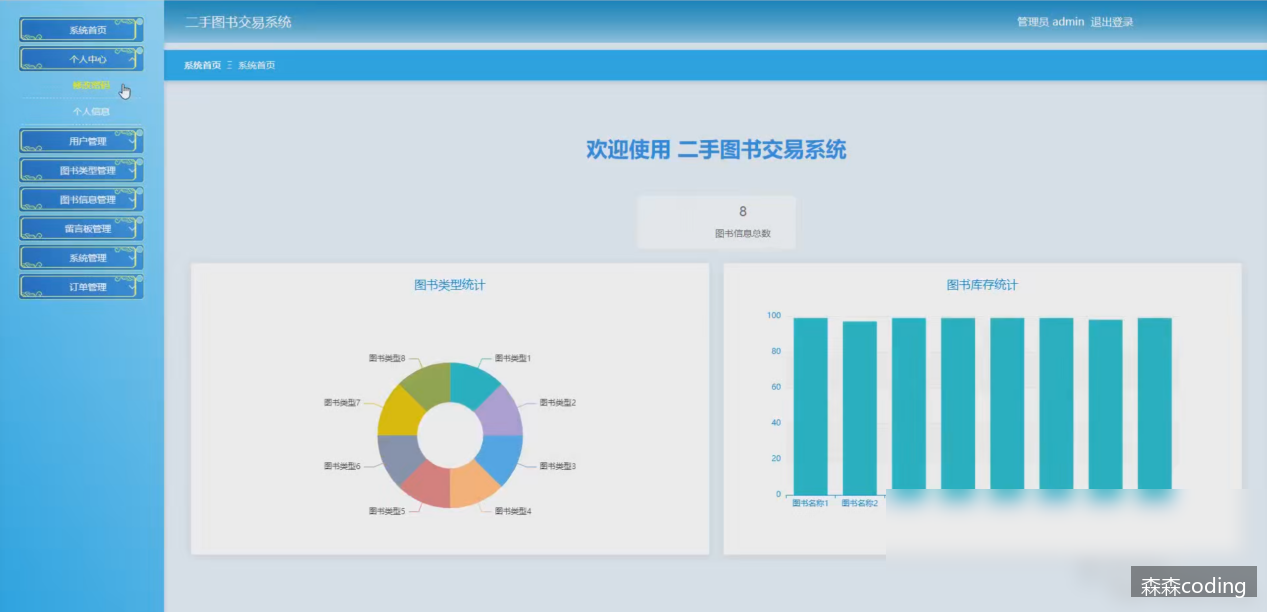 二手图书交易系统
管理员 admin 退出登录
系统首页
个人中心
修改密码
个人信息
用户管理
图书类型管理
图书信息管理
留言板管理
系统管理
订单管理
系统首页 Ξ 系统首页
欢迎使用 二手图书交易系统
8
图书信息总数
图书类型统计
图书类型8
图书类型1
图书类型7
图书类型2
图书类型6
图书类型3
图书类型5
图书类型4
图书库存统计
100
80
60
40
20
0
图书名称1 图书名称2
森森coding